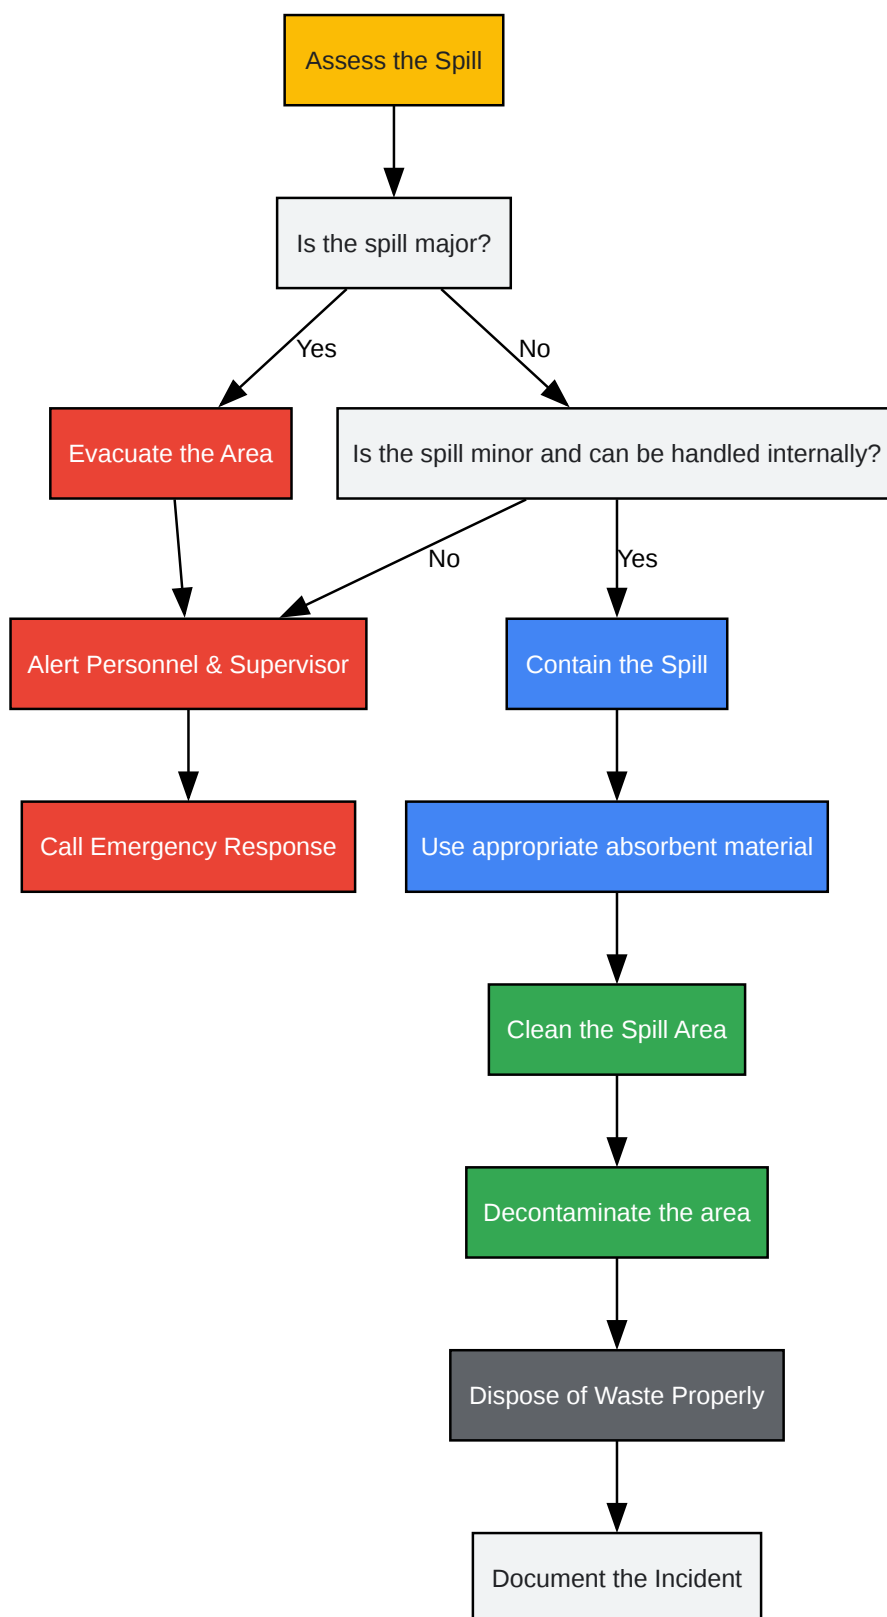 Assess the Spill
Is the spill major?
Yes
No
Evacuate the Area
Is the spill minor and can be handled internally?
No
Yes
Alert Personnel & Supervisor
Contain the Spill
Call Emergency Response
Use appropriate absorbent material
Clean the Spill Area
Decontaminate the area
Dispose of Waste Properly
Document the Incident